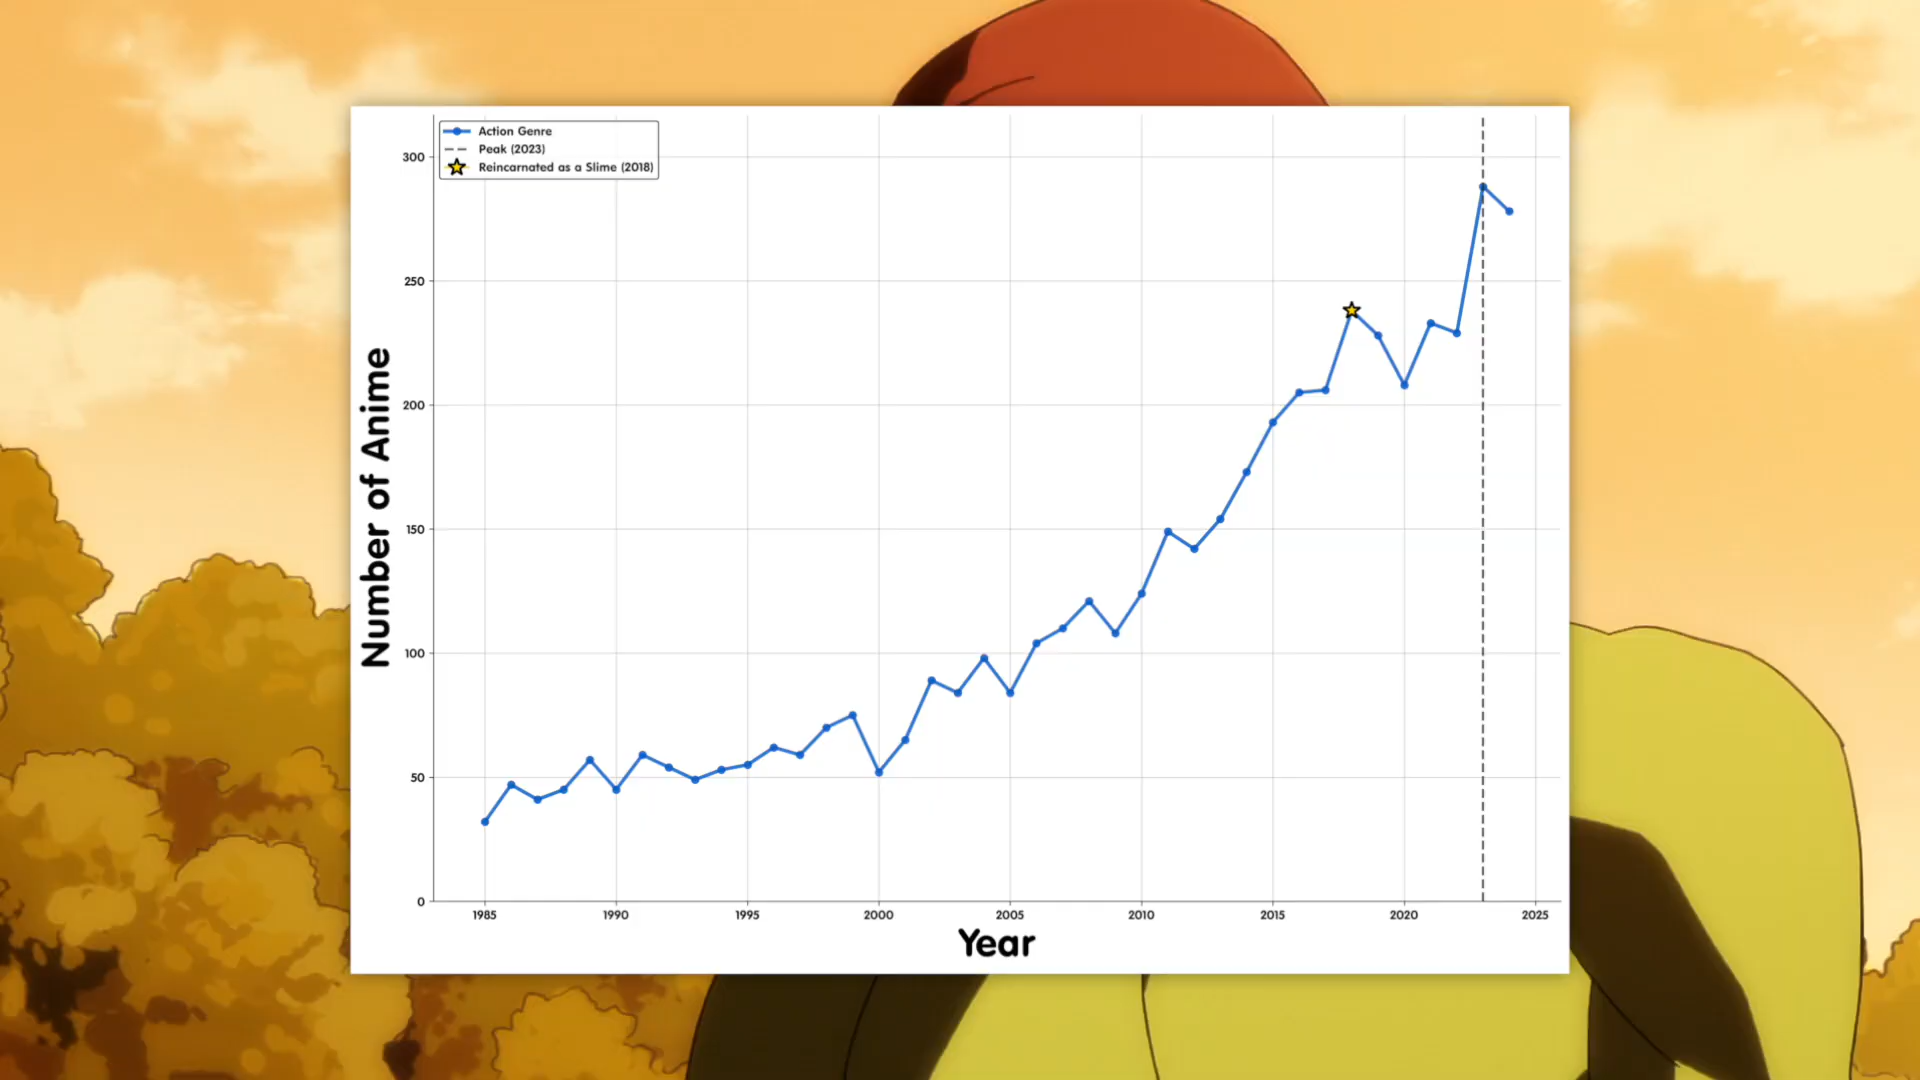 Action Genre
Peak (2023)
Reincarnated as a Slime (2018)
300
250
200
150
100
50
0
Number of Anime
1985 1990 1995 2000 2005 2010 2015 2020 2025
Year